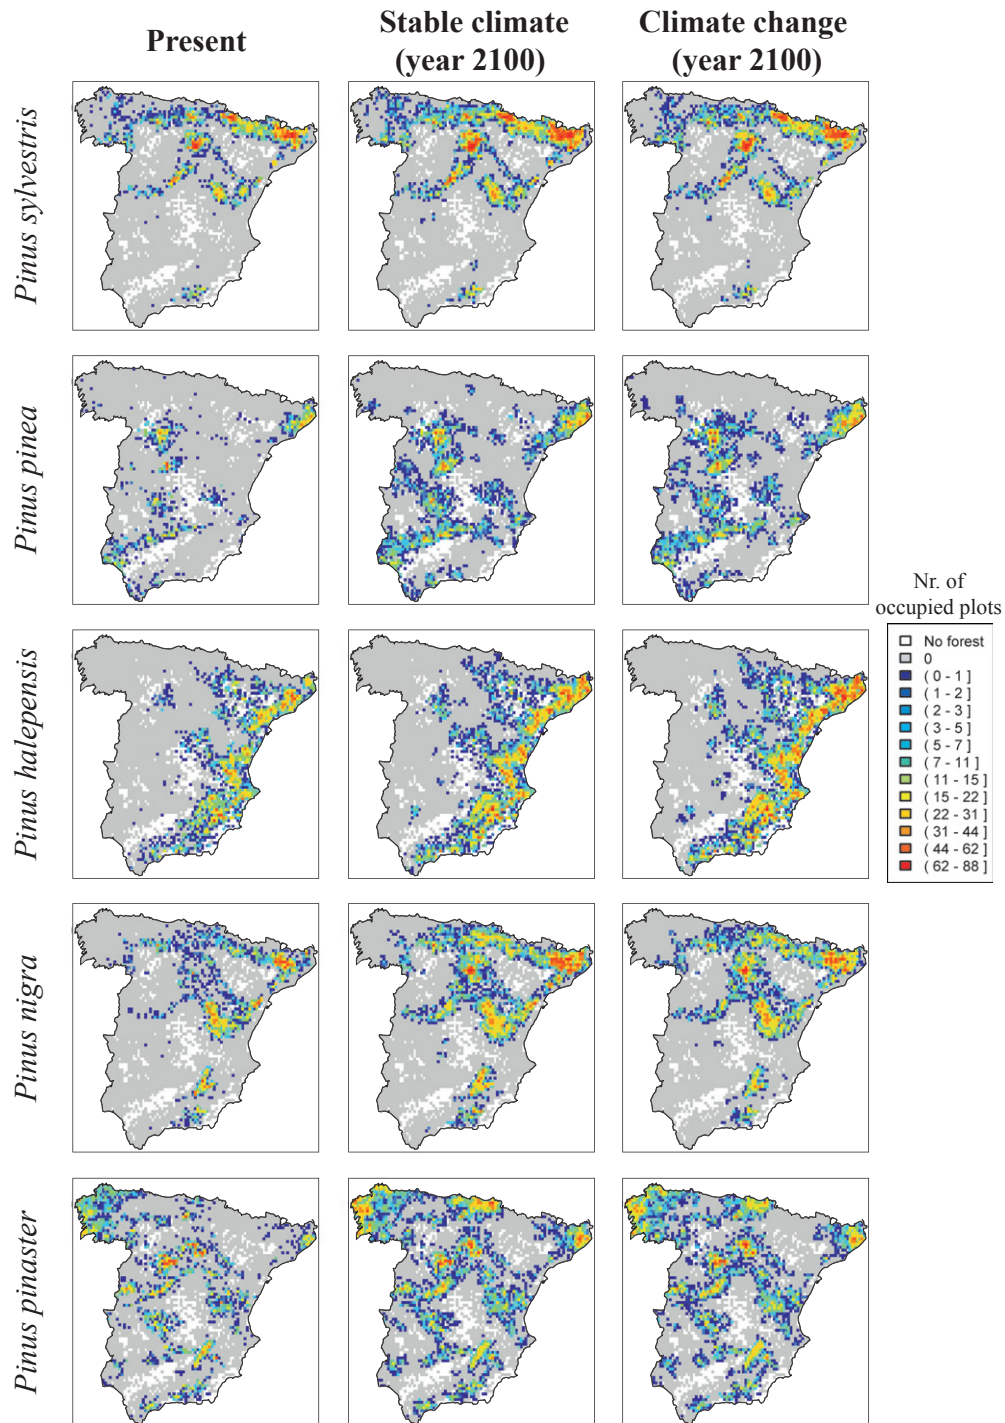 Present
Stable climate
(year 2100)
Climate change
(year 2100)
Pinus sylvestris
Pinus pinea
Pinus halepensis
Pinus nigra
Pinus pinaster
Nr. of
occupied plots
No forest
0
( 0 - 1 ]
( 1 - 2 ]
( 2 - 3 ]
( 3 - 5 ]
( 5 - 7 ]
( 7 - 11 ]
( 11 - 15 ]
( 15 - 22 ]
( 22 - 31 ]
( 31 - 44 ]
( 44 - 62 ]
( 62 - 88 ]